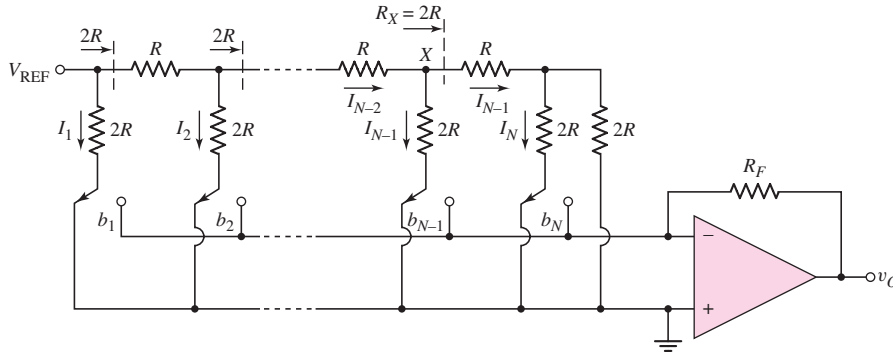 R_X = 2R
2R R 2R R X R
V_REF
I_{N–2} I_{N–1}
I_1 2R I_2 2R I_{N–1} 2R I_N 2R 2R
R_F
b_1 b_2 b_{N–1} b_N
–
+
v_O